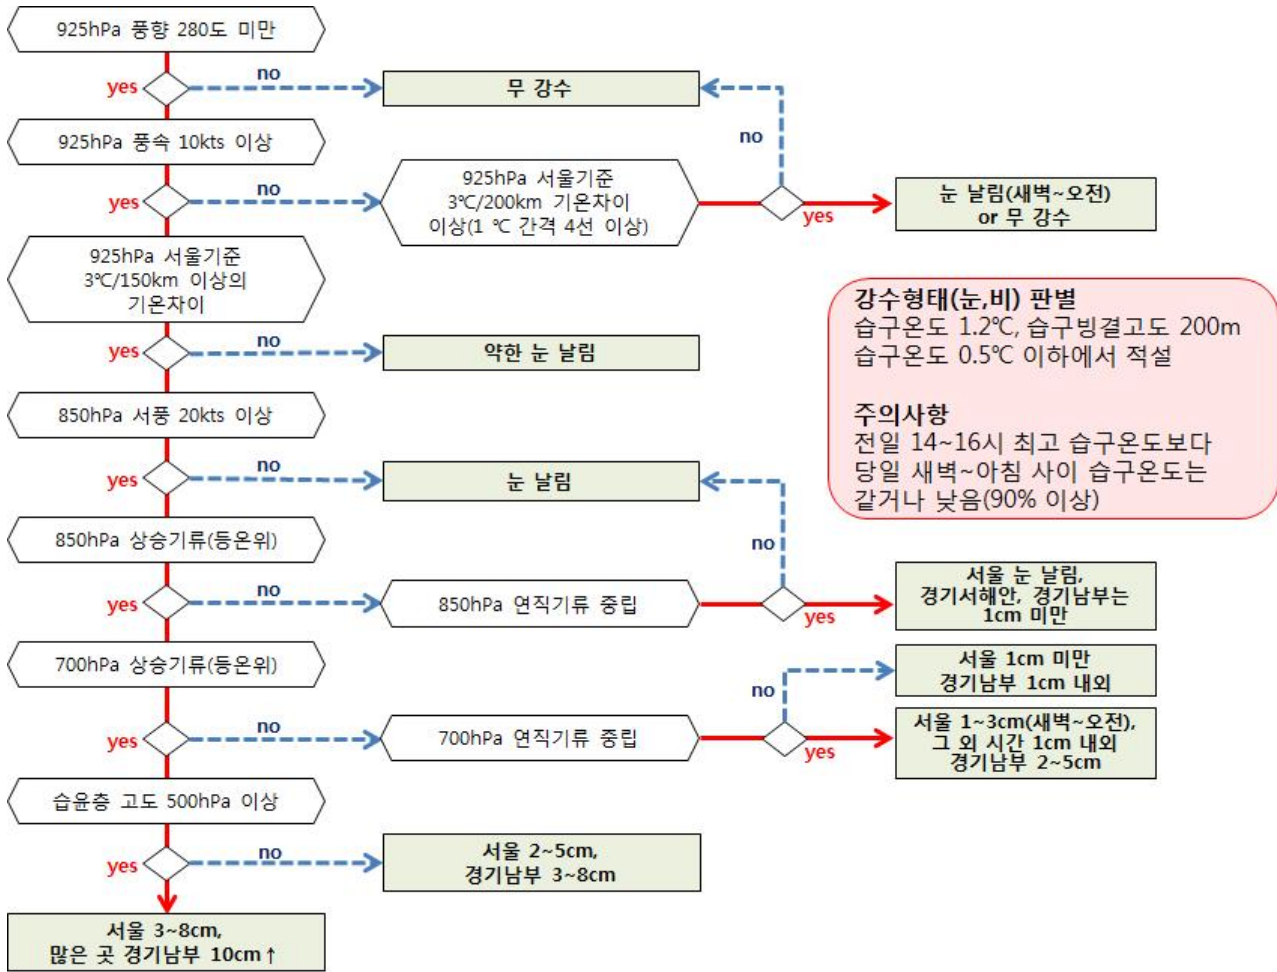 925hPa 풍향 280도 미만
yes
no
무 강수
925hPa 풍속 10kts 이상
no
yes
no
925hPa 서울기준
3℃/200km 기온차이
이상(1 ℃ 간격 4선 이상)
yes
눈 날림(새벽~오전)
or 무 강수
925hPa 서울기준
3℃/150km 이상의
기온차이
yes
no
약한 눈 날림
강수형태(눈,비) 판별
습구온도 1.2℃, 습구빙결고도 200m
습구온도 0.5℃ 이하에서 적설
주의사항
전일 14~16시 최고 습구온도보다
당일 새벽~아침 사이 습구온도는
같거나 낮음(90% 이상)
850hPa 서풍 20kts 이상
yes
no
눈 날림
850hPa 상승기류(등온위)
no
yes
no
850hPa 연직기류 중립
yes
서울 눈 날림,
경기서해안, 경기남부는
1cm 미만
700hPa 상승기류(등온위)
no
서울 1cm 미만
경기남부 1cm 내외
yes
no
700hPa 연직기류 중립
yes
서울 1~3cm(새벽~오전),
그 외 시간 1cm 내외
경기남부 2~5cm
습윤층 고도 500hPa 이상
yes
no
서울 2~5cm,
경기남부 3~8cm
서울 3~8cm,
많은 곳 경기남부 10cm↑